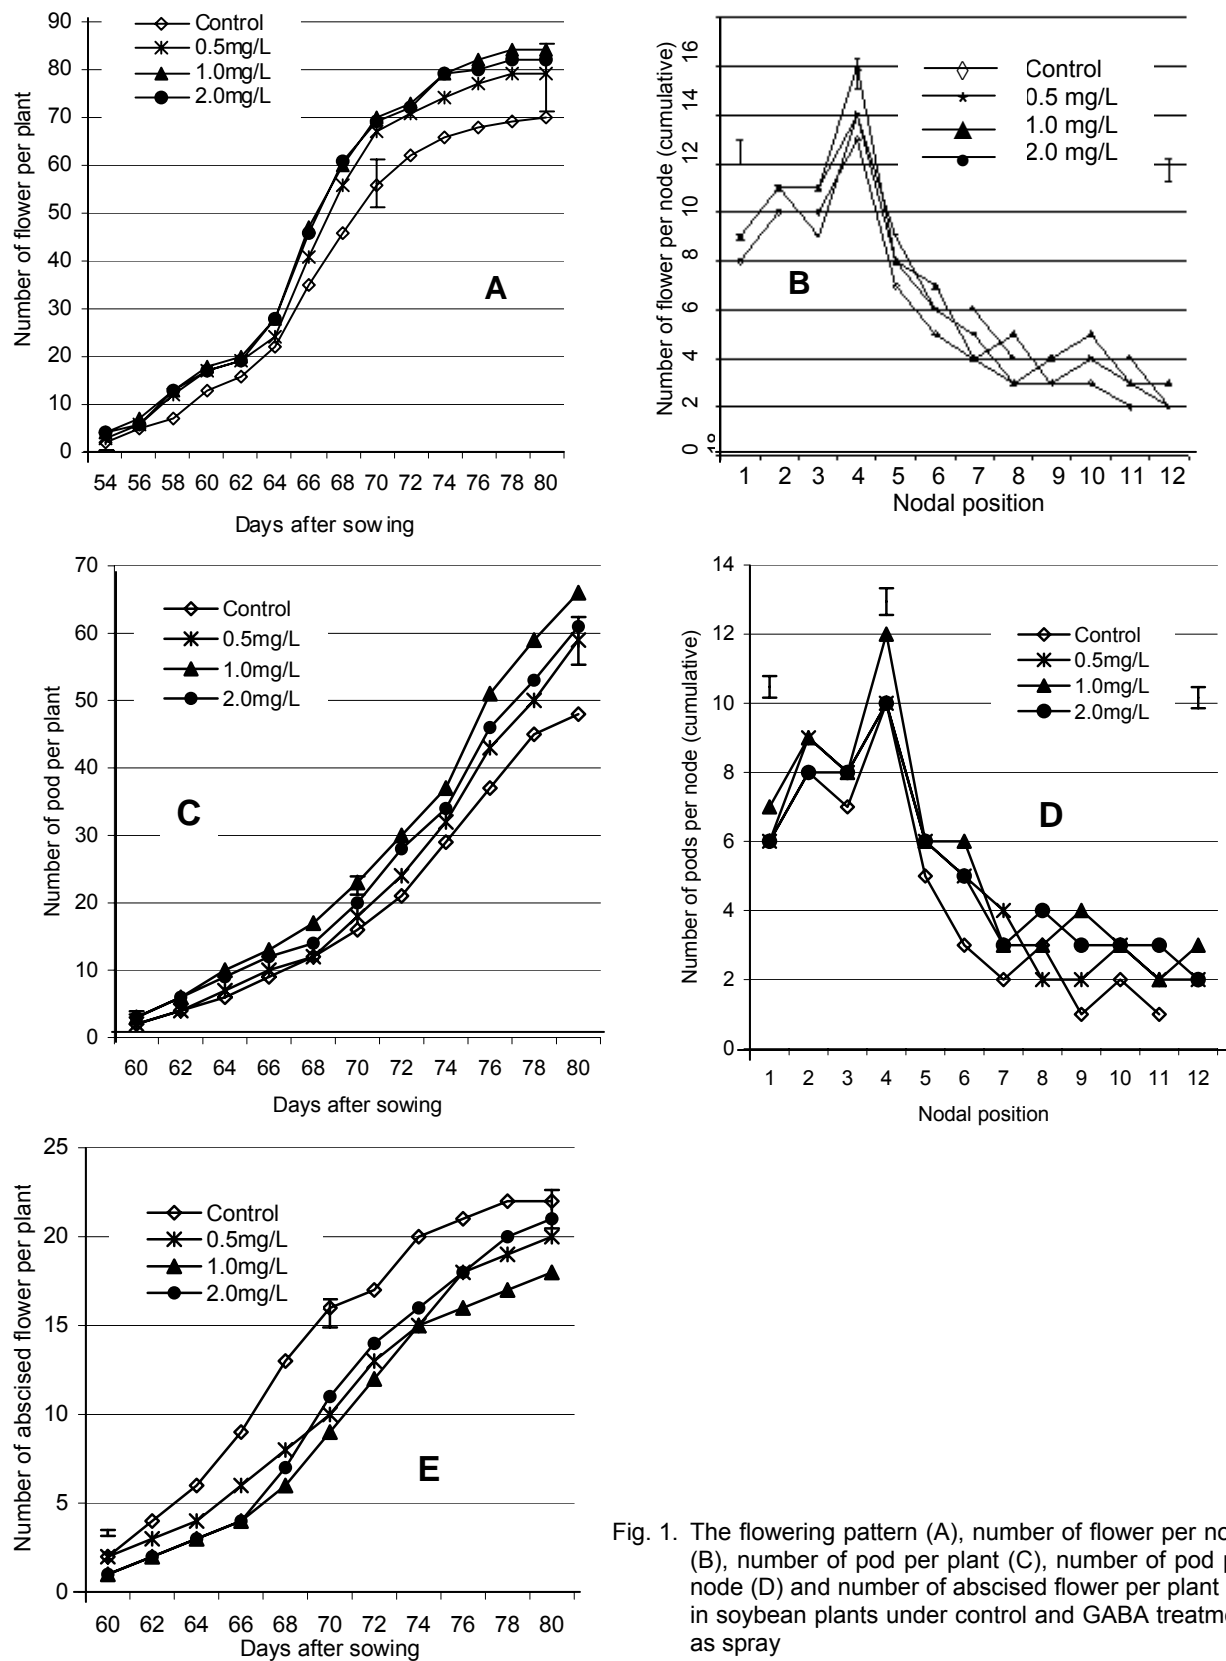 Number of flower per plant
90
80
70
60
50
40
30
20
10
0
Control
0.5mg/L
1.0mg/L
2.0mg/L
A
54 56 58 60 62 64 66 68 70 72 74 76 78 80
Days after sowing
Number of flower per node (cumulative)
16
14
12
10
8
6
4
2
0
Control
0.5 mg/L
1.0 mg/L
2.0 mg/L
B
1 2 3 4 5 6 7 8 9 10 11 12
Nodal position
Number of pod per plant
70
60
50
40
30
20
10
0
Control
0.5mg/L
1.0mg/L
2.0mg/L
C
60 62 64 66 68 70 72 74 76 78 80
Days after sowing
Number of pods per node (cumulative)
14
12
10
8
6
4
2
0
Control
0.5mg/L
1.0mg/L
2.0mg/L
D
1 2 3 4 5 6 7 8 9 10 11 12
Nodal position
Number of abscised flower per plant
25
20
15
10
5
0
Control
0.5mg/L
1.0mg/L
2.0mg/L
E
60 62 64 66 68 70 72 74 76 78 80
Days after sowing
Fig. 1. The flowering pattern (A), number of flower per
(B), number of pod per plant (C), number of pod
node (D) and number of abscised flower per plant
in soybean plants under control and GABA
as spray